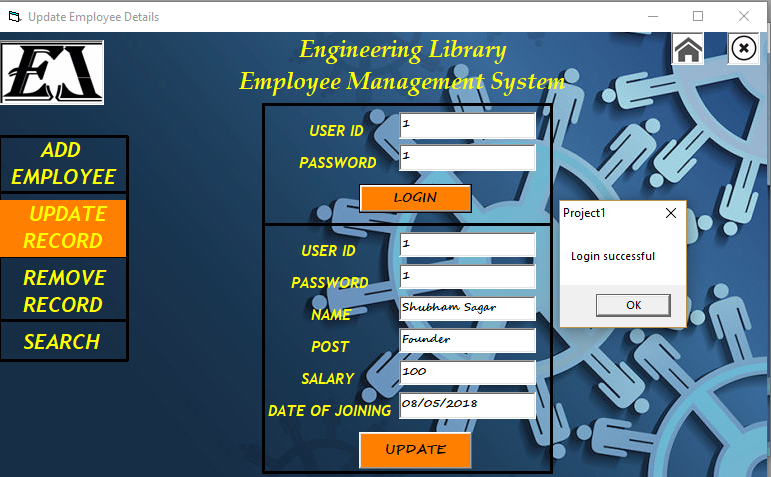 Update Employee Details
EL
Engineering Library
Employee Management System
ADD
EMPLOYEE
UPDATE
RECORD
REMOVE
RECORD
SEARCH
USER ID 1
PASSWORD 1
LOGIN
USER ID 1
PASSWORD 1
NAME Shubham Sagar
POST Founder
SALARY 100
DATE OF JOINING 08/05/2018
UPDATE
Project1
Login successful
OK